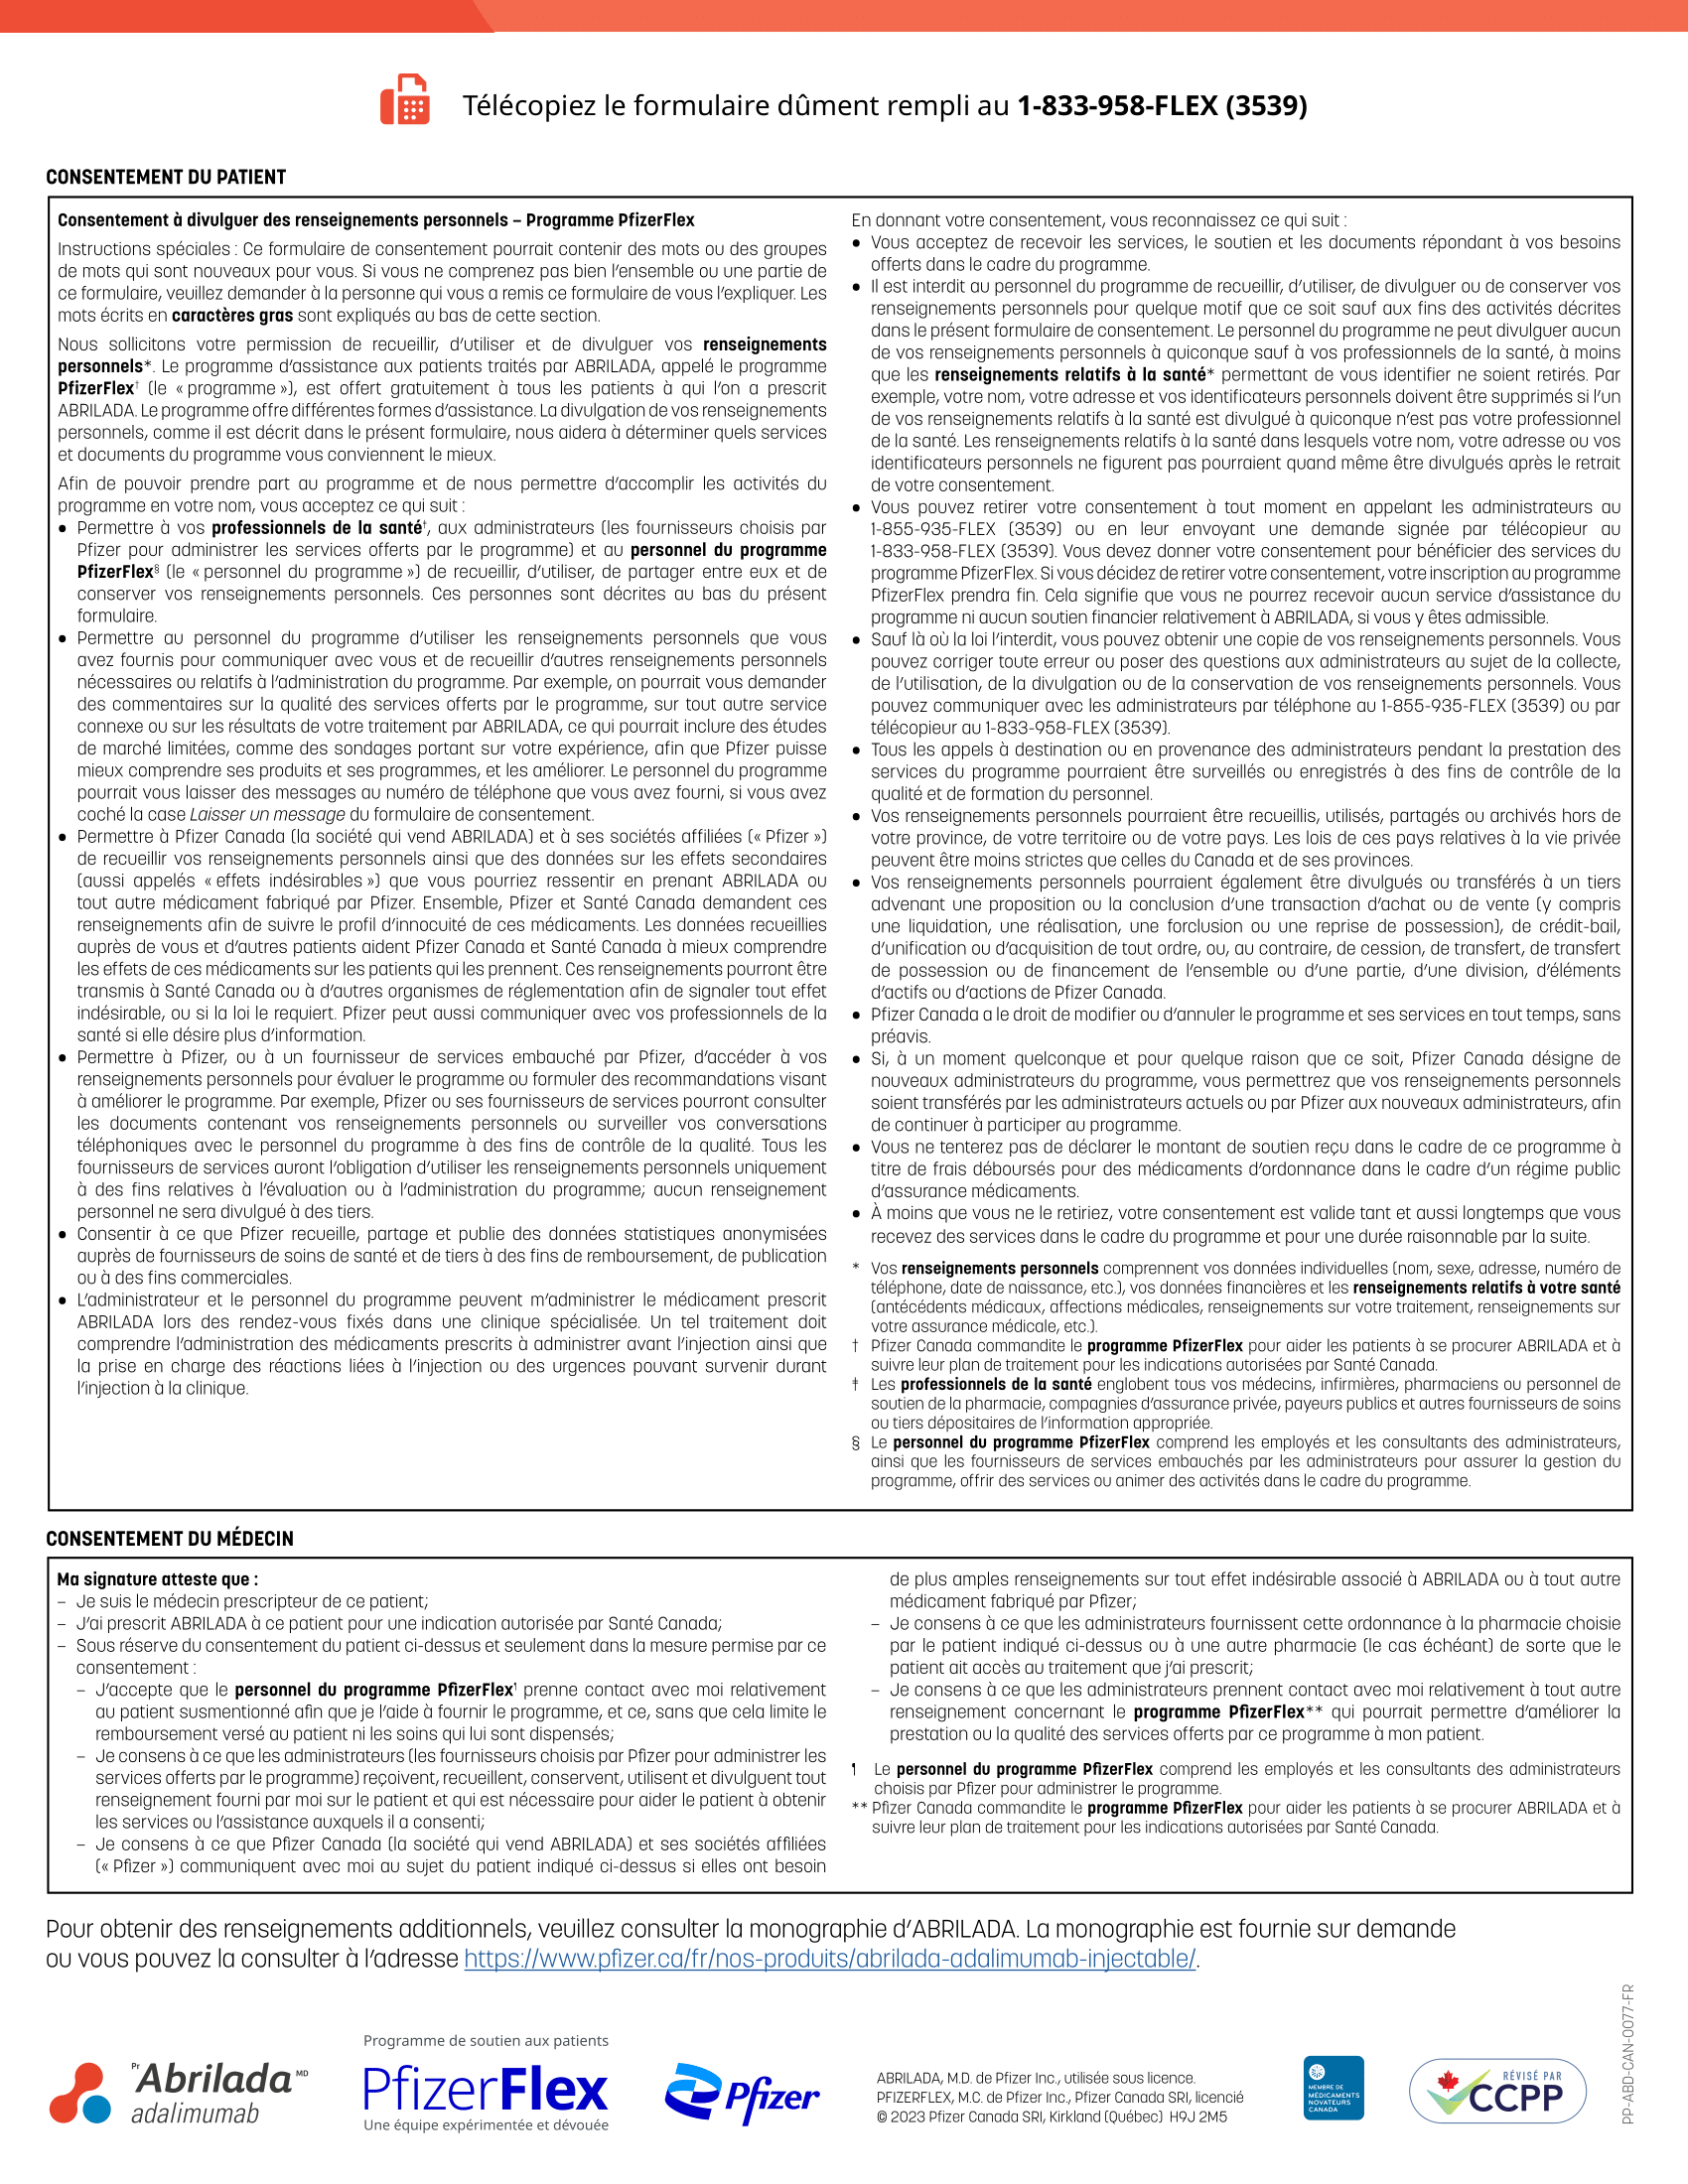 Télécopiez le formulaire dûment rempli au 1-833-958-FLEX (3539)
CONSENTEMENT DU PATIENT
Consentement à divulguer des renseignements personnels – Programme PfizerFlex
Instructions spéciales : Ce formulaire de consentement pourrait contenir des mots ou des groupes
de mots qui sont nouveaux pour vous. Si vous ne comprenez pas bien l’ensemble ou une partie de
ce formulaire, veuillez demander à la personne qui vous a remis ce formulaire de vous l’expliquer. Les
mots écrits en caractères gras sont expliqués au bas de cette section.
Nous sollicitons votre permission de recueillir, d’utiliser et de divulguer vos renseignements
personnels*. Le programme d’assistance aux patients traités par ABRILADA, appelé le programme
PfizerFlex† (le « programme »), est offert gratuitement à tous les patients à qui l’on a prescrit
ABRILADA. Le programme offre différentes formes d’assistance. La divulgation de vos renseignements
personnels, comme il est décrit dans le présent formulaire, nous aidera à déterminer quels services
et documents du programme vous conviennent le mieux.
Afin de pouvoir prendre part au programme et de nous permettre d’accomplir les activités du
programme en votre nom, vous acceptez ce qui suit :
● Permettre à vos professionnels de la santé‡, aux administrateurs (les fournisseurs choisis par
Pfizer pour administrer les services offerts par le programme) et au personnel du programme
PfizerFlex§ (le « personnel du programme ») de recueillir, d’utiliser, de partager entre eux et de
conserver vos renseignements personnels. Ces personnes sont décrites au bas du présent
formulaire.
● Permettre au personnel du programme d’utiliser les renseignements personnels que vous
avez fournis pour communiquer avec vous et de recueillir d’autres renseignements personnels
nécessaires ou relatifs à l’administration du programme. Par exemple, on pourrait vous demander
des commentaires sur la qualité des services offerts par le programme, sur tout autre service
connexe ou sur les résultats de votre traitement par ABRILADA, ce qui pourrait inclure des études
de marché limitées, comme des sondages portant sur votre expérience, afin que Pfizer puisse
mieux comprendre ses produits et ses programmes, et les améliorer. Le personnel du programme
pourrait vous laisser des messages au numéro de téléphone que vous avez fourni, si vous avez
coché la case Laisser un message du formulaire de consentement.
● Permettre à Pfizer Canada (la société qui vend ABRILADA) et à ses sociétés affiliées (« Pfizer »)
de recueillir vos renseignements personnels ainsi que des données sur les effets secondaires
(aussi appelés « effets indésirables ») que vous pourriez ressentir en prenant ABRILADA ou
tout autre médicament fabriqué par Pfizer. Ensemble, Pfizer et Santé Canada demandent ces
renseignements afin de suivre le profil d’innocuité de ces médicaments. Les données recueillies
auprès de vous et d’autres patients aident Pfizer Canada et Santé Canada à mieux comprendre
les effets de ces médicaments sur les patients qui les prennent. Ces renseignements pourront être
transmis à Santé Canada ou à d’autres organismes de réglementation afin de signaler tout effet
indésirable, ou si la loi le requiert. Pfizer peut aussi communiquer avec vos professionnels de la
santé si elle désire plus d’information.
● Permettre à Pfizer, ou à un fournisseur de services embauché par Pfizer, d’accéder à vos
renseignements personnels pour évaluer le programme ou formuler des recommandations visant
à améliorer le programme. Par exemple, Pfizer ou ses fournisseurs de services pourront consulter
les documents contenant vos renseignements personnels ou surveiller vos conversations
téléphoniques avec le personnel du programme à des fins de contrôle de la qualité. Tous les
fournisseurs de services auront l’obligation d’utiliser les renseignements personnels uniquement
à des fins relatives à l’évaluation ou à l’administration du programme; aucun renseignement
personnel ne sera divulgué à des tiers.
● Consentir à ce que Pfizer recueille, partage et publie des données statistiques anonymisées
auprès de fournisseurs de soins de santé et de tiers à des fins de remboursement, de publication
ou à des fins commerciales.
● L’administrateur et le personnel du programme peuvent m’administrer le médicament prescrit
ABRILADA lors des rendez-vous fixés dans une clinique spécialisée. Un tel traitement doit
comprendre l’administration des médicaments prescrits à administrer avant l’injection ainsi que
la prise en charge des réactions liées à l’injection ou des urgences pouvant survenir durant
l’injection à la clinique.
En donnant votre consentement, vous reconnaissez ce qui suit :
● Vous acceptez de recevoir les services, le soutien et les documents répondant à vos besoins
offerts dans le cadre du programme.
● Il est interdit au personnel du programme de recueillir, d’utiliser, de divulguer ou de conserver vos
renseignements personnels pour quelque motif que ce soit sauf aux fins des activités décrites
dans le présent formulaire de consentement. Le personnel du programme ne peut divulguer aucun
de vos renseignements personnels à quiconque sauf à vos professionnels de la santé, à moins
que les renseignements relatifs à la santé* permettant de vous identifier ne soient retirés. Par
exemple, votre nom, votre adresse et vos identificateurs personnels doivent être supprimés si l’un
de vos renseignements relatifs à la santé est divulgué à quiconque n’est pas votre professionnel
de la santé. Les renseignements relatifs à la santé dans lesquels votre nom, votre adresse ou vos
identificateurs personnels ne figurent pas pourraient quand même être divulgués après le retrait
de votre consentement.
● Vous pouvez retirer votre consentement à tout moment en appelant les administrateurs au
1-855-935-FLEX (3539) ou en leur envoyant une demande signée par télécopieur au
1-833-958-FLEX (3539). Vous devez donner votre consentement pour bénéficier des services du
programme PfizerFlex. Si vous décidez de retirer votre consentement, votre inscription au programme
PfizerFlex prendra fin. Cela signifie que vous ne pourrez recevoir aucun service d’assistance du
programme ni aucun soutien financier relativement à ABRILADA, si vous y êtes admissible.
● Sauf là où la loi l’interdit, vous pouvez obtenir une copie de vos renseignements personnels. Vous
pouvez corriger toute erreur ou poser des questions aux administrateurs au sujet de la collecte,
de l’utilisation, de la divulgation ou de la conservation de vos renseignements personnels. Vous
pouvez communiquer avec les administrateurs par téléphone au 1-855-935-FLEX (3539) ou par
télécopieur au 1-833-958-FLEX (3539).
● Tous les appels à destination ou en provenance des administrateurs pendant la prestation des
services du programme pourraient être surveillés ou enregistrés à des fins de contrôle de la
qualité et de formation du personnel.
● Vos renseignements personnels pourraient être recueillis, utilisés, partagés ou archivés hors de
votre province, de votre territoire ou de votre pays. Les lois de ces pays relatives à la vie privée
peuvent être moins strictes que celles du Canada et de ses provinces.
● Vos renseignements personnels pourraient également être divulgués ou transférés à un tiers
advenant une proposition ou la conclusion d’une transaction d’achat ou de vente (y compris
une liquidation, une réalisation, une forclusion ou une reprise de possession), de crédit-bail,
d’unification ou d’acquisition de tout ordre, ou, au contraire, de cession, de transfert, de transfert
de possession ou de financement de l’ensemble ou d’une partie, d’une division, d’éléments
d’actifs ou d’actions de Pfizer Canada.
● Pfizer Canada a le droit de modifier ou d’annuler le programme et ses services en tout temps, sans
préavis.
● Si, à un moment quelconque et pour quelque raison que ce soit, Pfizer Canada désigne de
nouveaux administrateurs du programme, vous permettrez que vos renseignements personnels
soient transférés par les administrateurs actuels ou par Pfizer aux nouveaux administrateurs, afin
de continuer à participer au programme.
● Vous ne tenterez pas de déclarer le montant de soutien reçu dans le cadre de ce programme à
titre de frais déboursés pour des médicaments d’ordonnance dans le cadre d’un régime public
d’assurance médicaments.
● À moins que vous ne le retiriez, votre consentement est valide tant et aussi longtemps que vous
recevez des services dans le cadre du programme et pour une durée raisonnable par la suite.
* Vos renseignements personnels comprennent vos données individuelles (nom, sexe, adresse, numéro de
téléphone, date de naissance, etc.), vos données financières et les renseignements relatifs à votre santé
(antécédents médicaux, affections médicales, renseignements sur votre traitement, renseignements sur
votre assurance médicale, etc.).
† Pfizer Canada commandite le programme PfizerFlex pour aider les patients à se procurer ABRILADA et à
suivre leur plan de traitement pour les indications autorisées par Santé Canada.
‡ Les professionnels de la santé englobent tous vos médecins, infirmières, pharmaciens ou personnel de
soutien de la pharmacie, compagnies d’assurance privée, payeurs publics et autres fournisseurs de soins
ou tiers dépositaires de l’information appropriée.
§ Le personnel du programme PfizerFlex comprend les employés et les consultants des administrateurs,
ainsi que les fournisseurs de services embauchés par les administrateurs pour assurer la gestion du
programme, offrir des services ou animer des activités dans le cadre du programme.
CONSENTEMENT DU MÉDECIN
Ma signature atteste que :
– Je suis le médecin prescripteur de ce patient;
– J’ai prescrit ABRILADA à ce patient pour une indication autorisée par Santé Canada;
– Sous réserve du consentement du patient ci-dessus et seulement dans la mesure permise par ce
consentement :
– J’accepte que le personnel du programme PfizerFlex¶ prenne contact avec moi relativement
au patient susmentionné afin que je l’aide à fournir le programme, et ce, sans que cela limite le
remboursement versé au patient ni les soins qui lui sont dispensés;
– Je consens à ce que les administrateurs (les fournisseurs choisis par Pfizer pour administrer les
services offerts par le programme) reçoivent, recueillent, conservent, utilisent et divulguent tout
renseignement fourni par moi sur le patient et qui est nécessaire pour aider le patient à obtenir
les services ou l’assistance auxquels il a consenti;
– Je consens à ce que Pfizer Canada (la société qui vend ABRILADA) et ses sociétés affiliées
(« Pfizer ») communiquent avec moi au sujet du patient indiqué ci-dessus si elles ont besoin
de plus amples renseignements sur tout effet indésirable associé à ABRILADA ou à tout autre
médicament fabriqué par Pfizer;
– Je consens à ce que les administrateurs fournissent cette ordonnance à la pharmacie choisie
par le patient indiqué ci-dessus ou à une autre pharmacie (le cas échéant) de sorte que le
patient ait accès au traitement que j’ai prescrit;
– Je consens à ce que les administrateurs prennent contact avec moi relativement à tout autre
renseignement concernant le programme PfizerFlex** qui pourrait permettre d’améliorer la
prestation ou la qualité des services offerts par ce programme à mon patient.
¶ Le personnel du programme PfizerFlex comprend les employés et les consultants des administrateurs
choisis par Pfizer pour administrer le programme.
** Pfizer Canada commandite le programme PfizerFlex pour aider les patients à se procurer ABRILADA et à
suivre leur plan de traitement pour les indications autorisées par Santé Canada.
Pour obtenir des renseignements additionnels, veuillez consulter la monographie d’ABRILADA. La monographie est fournie sur demande
ou vous pouvez la consulter à l’adresse https://www.pfizer.ca/fr/nos-produits/abrilada-adalimumab-injectable/.
Pr Abrilada MD
adalimumab
Programme de soutien aux patients
PfizerFlex
Une équipe expérimentée et dévouée
Pfizer
ABRILADA, M.D. de Pfizer Inc., utilisée sous licence.
PFIZERFLEX, M.C. de Pfizer Inc., Pfizer Canada SRI, licencié
© 2023 Pfizer Canada SRI, Kirkland (Québec) H9J 2M5
MEMBRE DE
MÉDICAMENTS
NOVATEURS
CANADA
RÉVISÉ PAR
CCPP
PP-ABD-CAN-0077-FR